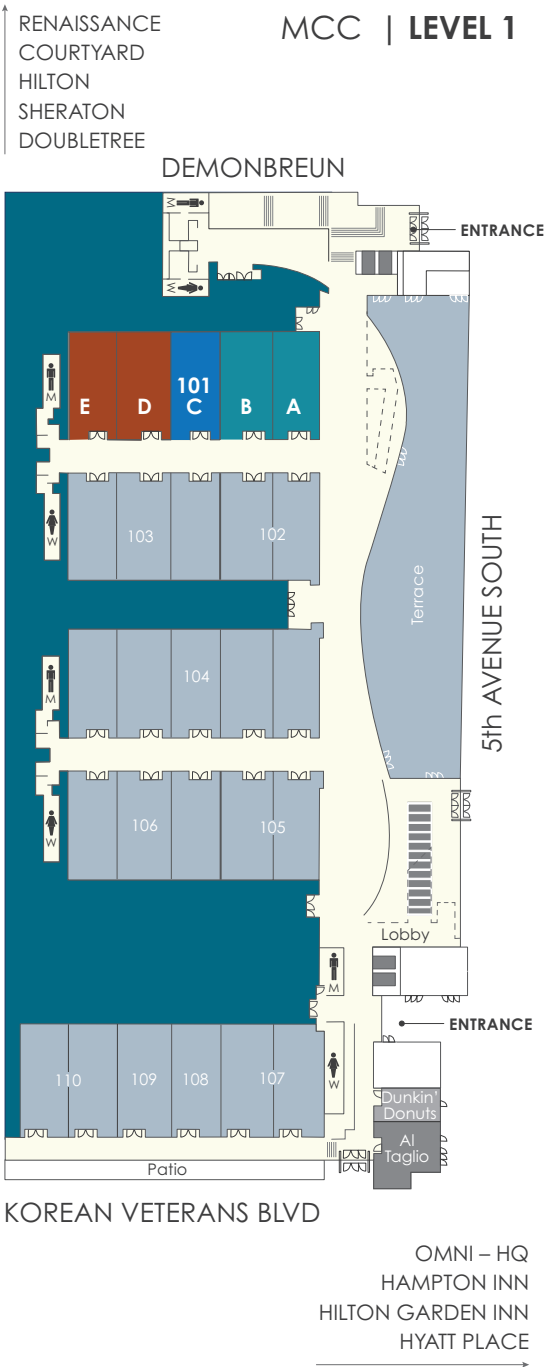 RENAISSANCE
COURTYARD
HILTON
SHERATON
DOUBLETREE
MCC | LEVEL 1
DEMONBREUN
M
ENTRANCE
W
M
101
E D C B A
103 102
W
Terrace
5th AVENUE SOUTH
104
M
106 105
W
Lobby
M
ENTRANCE
110 109 108 107
W
Dunkin'
Donuts
Al
Taglio
Patio
KOREAN VETERANS BLVD
OMNI – HQ
HAMPTON INN
HILTON GARDEN INN
HYATT PLACE